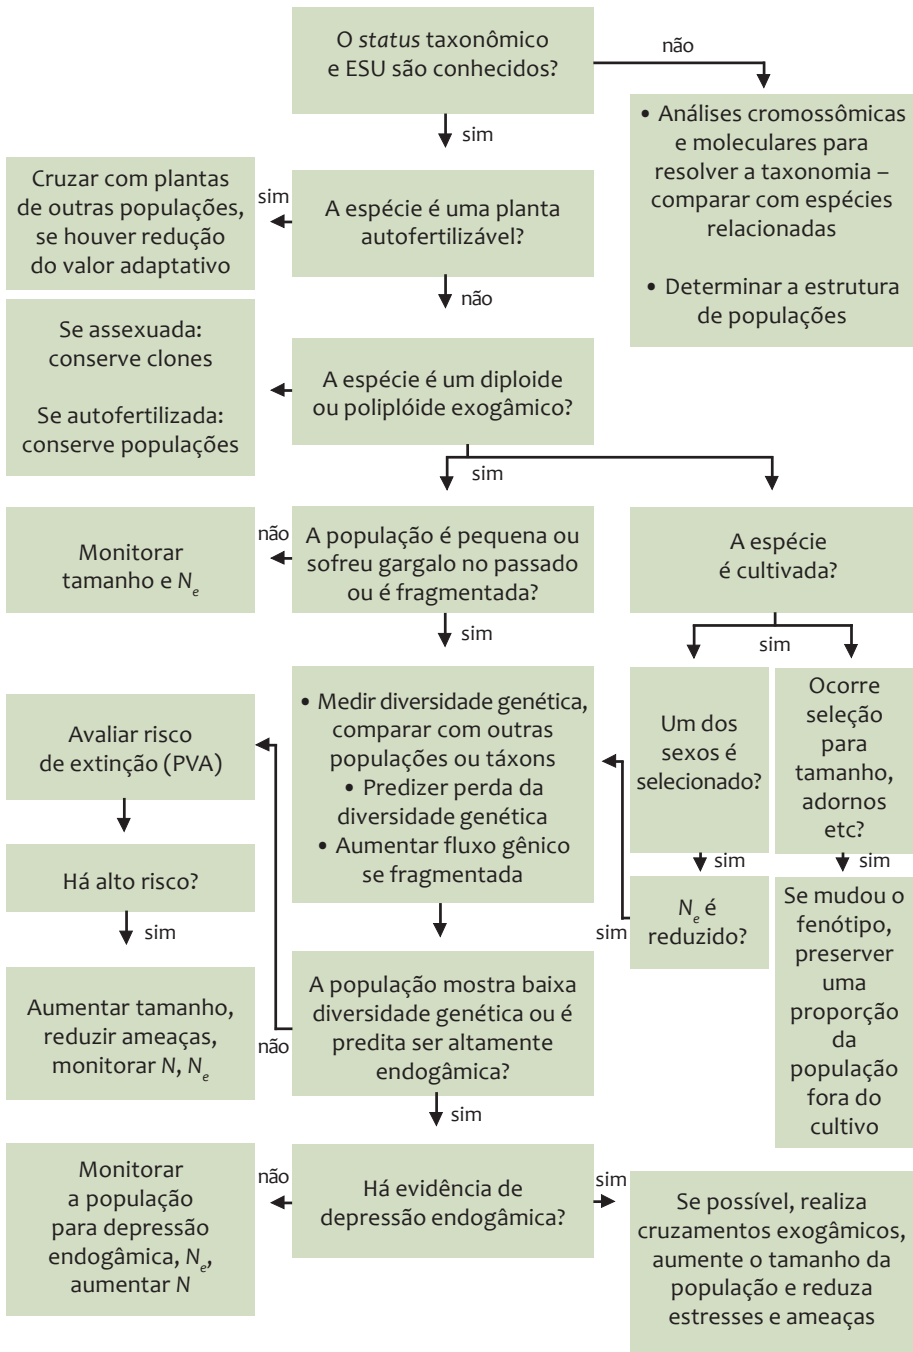 O status taxonômico
e ESU são conhecidos?
não
• Análises cromossômicas
e moleculares para
resolver a taxonomia –
comparar com espécies
relacionadas
• Determinar a estrutura
de populações
sim
Cruzar com plantas
de outras populações,
se houver redução
do valor adaptativo
sim
A espécie é uma planta
autofertilizável?
não
Se assexuada:
conserve clones
Se autofertilizada:
conserve populações
A espécie é um diploide
ou poliplóide exogâmico?
sim
Monitorar
tamanho e Ne
não
A população é pequena ou
sofreu gargalo no passado
ou é fragmentada?
A espécie
é cultivada?
sim
sim
• Medir diversidade genética,
comparar com outras
populações ou táxons
• Predizer perda da
diversidade genética
• Aumentar fluxo gênico
se fragmentada
Um dos
sexos é
selecionado?
Ocorre
seleção
para
tamanho,
adornos
etc?
sim
sim
Avaliar risco
de extinção (PVA)
Há alto risco?
sim
Ne é
reduzido?
sim
Se mudou o
fenótipo,
preserver
uma
proporção
da
população
fora do
cultivo
Aumentar tamanho,
reduzir ameaças,
monitorar N, Ne
não
A população mostra baixa
diversidade genética ou é
predita ser altamente
endogâmica?
sim
Monitorar
a população
para depressão
endogâmica, Ne,
aumentar N
não
Há evidência de
depressão endogâmica?
sim
Se possível, realiza
cruzamentos exogâmicos,
aumente o tamanho da
população e reduza
estresses e ameaças